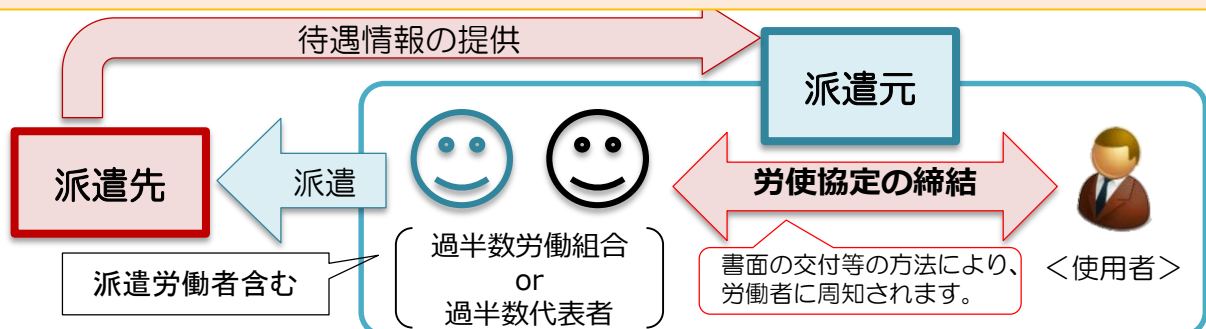 待遇情報の提供
派遣元
派遣先
派遣
労使協定の締結
過半数労働組合
or
過半数代表者
派遣労働者含む
書面の交付等の方法により、
労働者に周知されます。
＜使用者＞